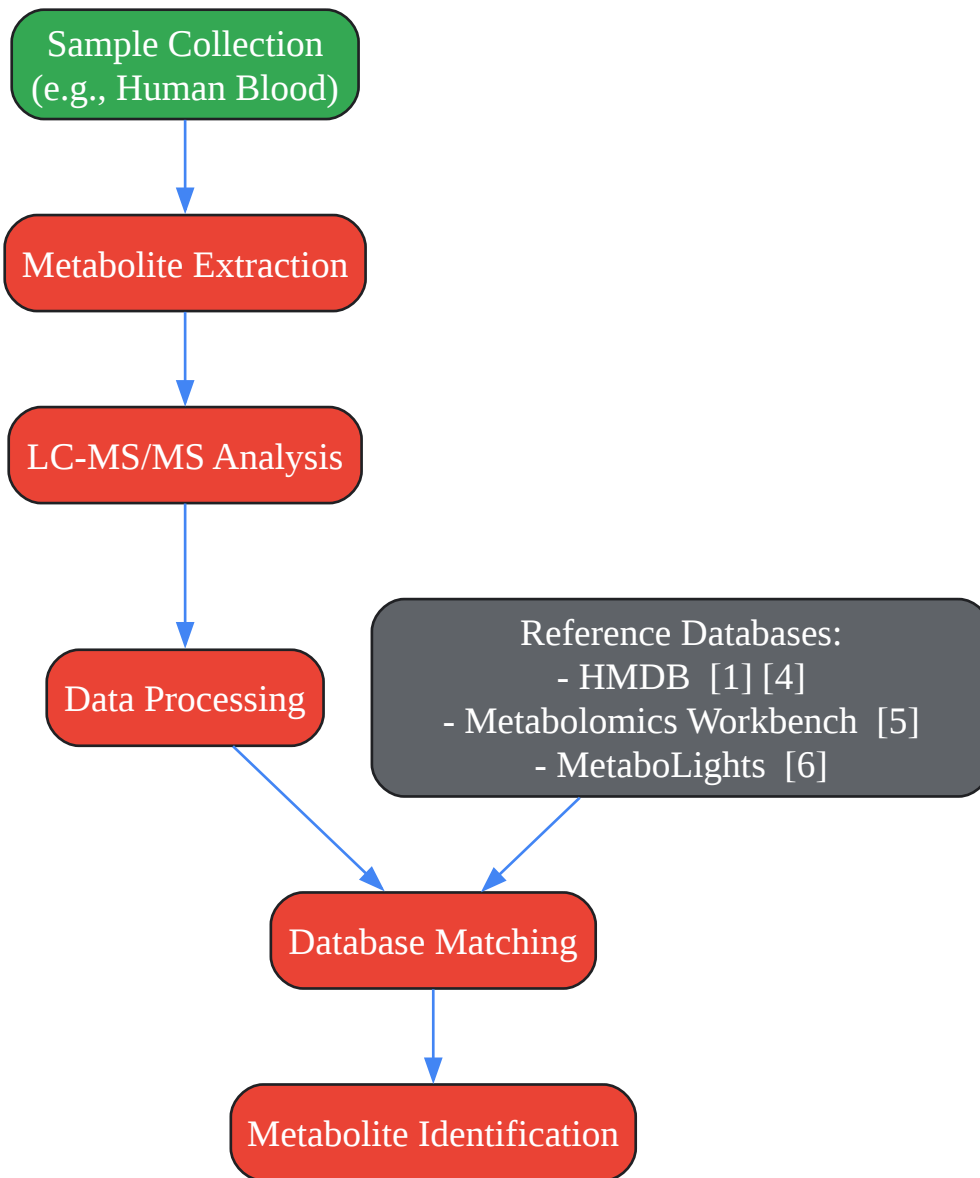 Sample Collection
(e.g., Human Blood)
Metabolite Extraction
LC-MS/MS Analysis
Data Processing
Reference Databases:
- HMDB  [1] [4]
- Metabolomics Workbench  [5]
- MetaboLights  [6]
Database Matching
Metabolite Identification